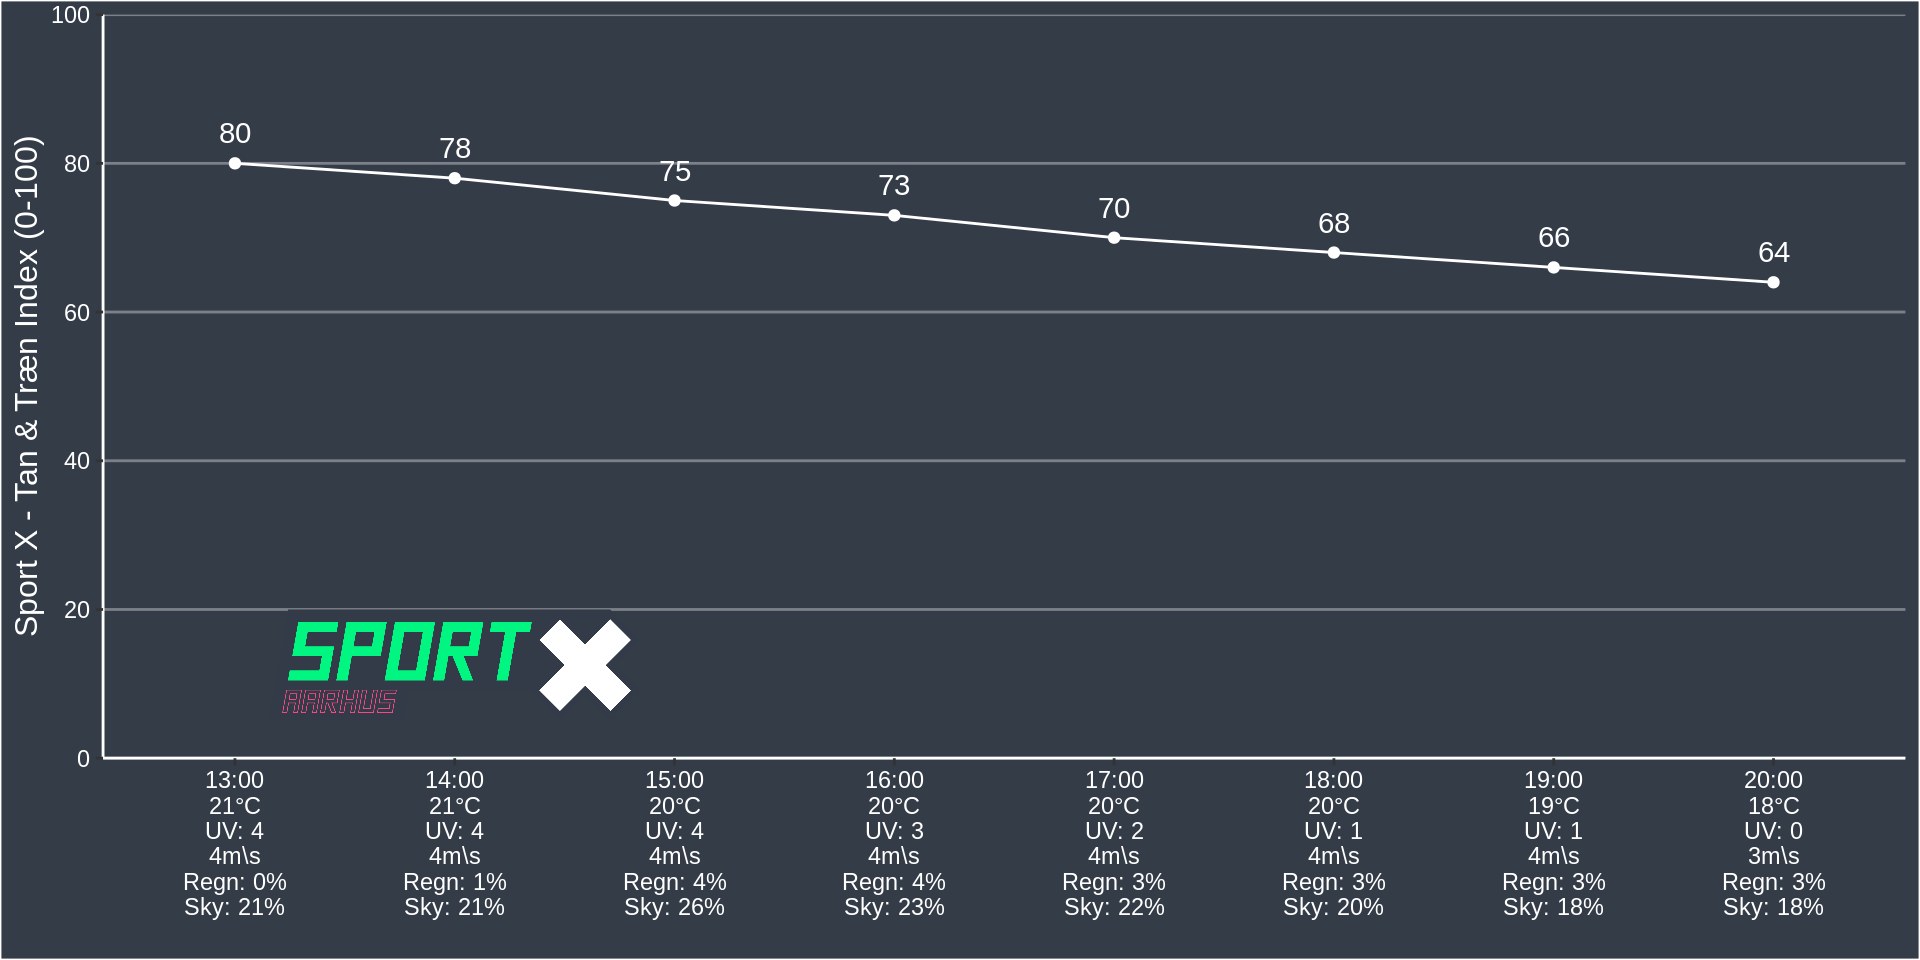 Sport X - Tan & Træn Index (0-100)
100
80
60
40
20
0
80
78
75
73
70
68
66
64
SPORT X
AARHUS
13:00 14:00 15:00 16:00 17:00 18:00 19:00 20:00
21°C 21°C 20°C 20°C 20°C 20°C 19°C 18°C
UV: 4 UV: 4 UV: 4 UV: 3 UV: 2 UV: 1 UV: 1 UV: 0
4m\s 4m\s 4m\s 4m\s 4m\s 4m\s 4m\s 3m\s
Regn: 0% Regn: 1% Regn: 4% Regn: 4% Regn: 3% Regn: 3% Regn: 3% Regn: 3%
Sky: 21% Sky: 21% Sky: 26% Sky: 23% Sky: 22% Sky: 20% Sky: 18% Sky: 18%